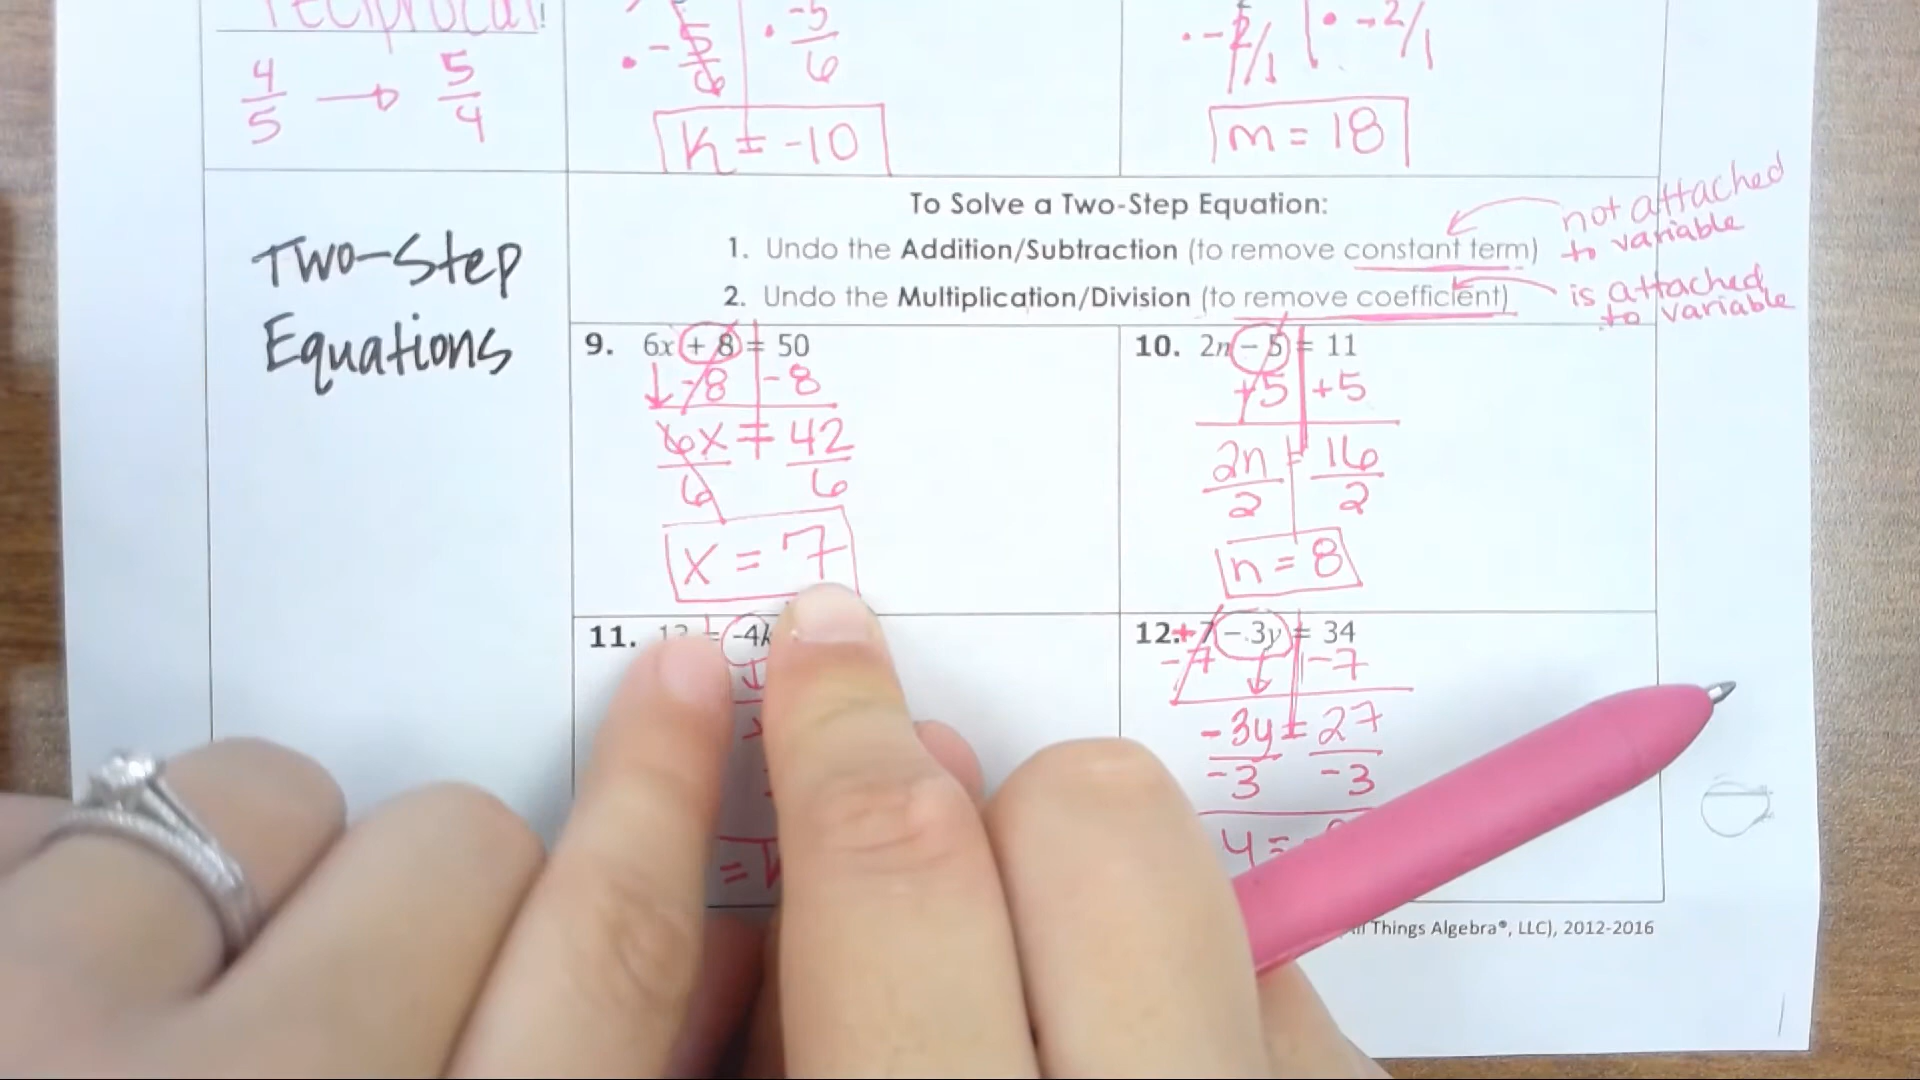 reciprocal!
4/5 → 5/4
• -5/6 | • -5/6
k = -10
• -2/1 | • -2/1
m = 18
Two-Step
Equations
To Solve a Two-Step Equation:
1. Undo the Addition/Subtraction (to remove constant term)
not attached
to variable
2. Undo the Multiplication/Division (to remove coefficient)
is attached
to variable
9. 6x + 8 = 50
-8 | -8
6x = 42
6 6
x = 7
10. 2n - 5 = 11
+5 | +5
2n = 16
2 2
n = 8
11. = -4k
12. + 7 - 3y = 34
-7 | -7
-3y = 27
-3 -3
y =
Things Algebra®, LLC), 2012-2016